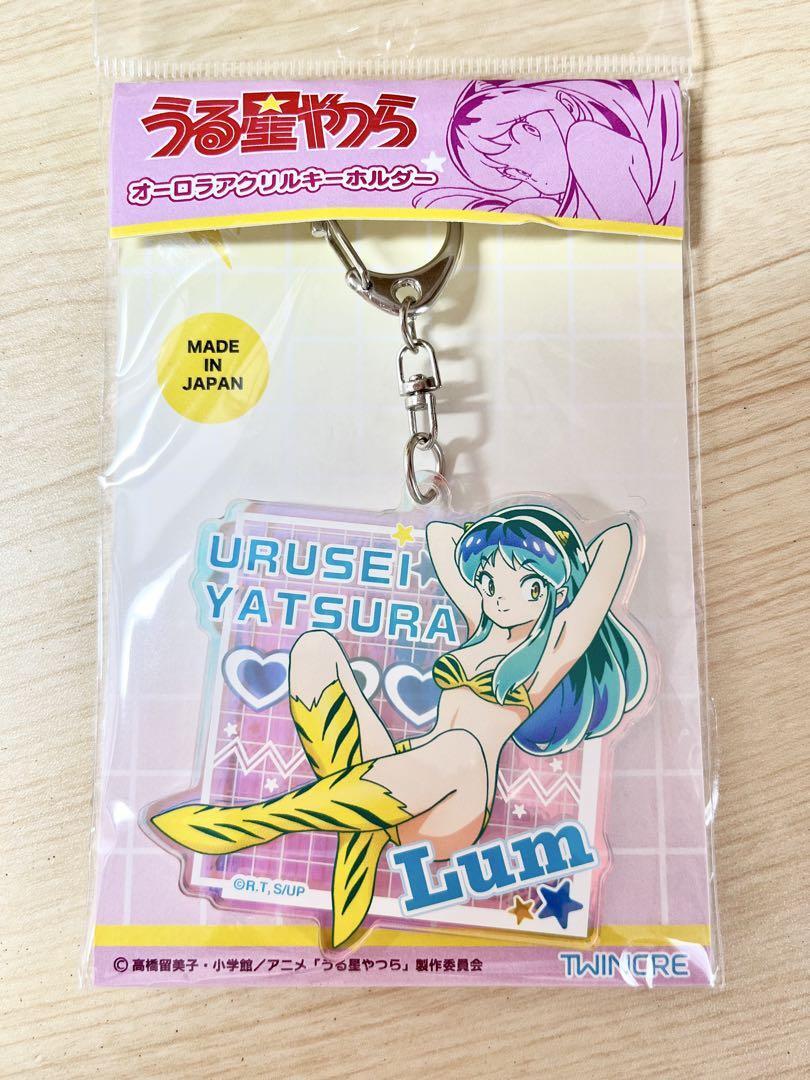 うる星やつら
オーロラアクリルキーホルダー
MADE
IN
JAPAN
URUSEI
YATSURA
Lum
©R.T, S/UP
© 高橋留美子・小学館／アニメ「うる星やつら」製作委員会
TWINCRE